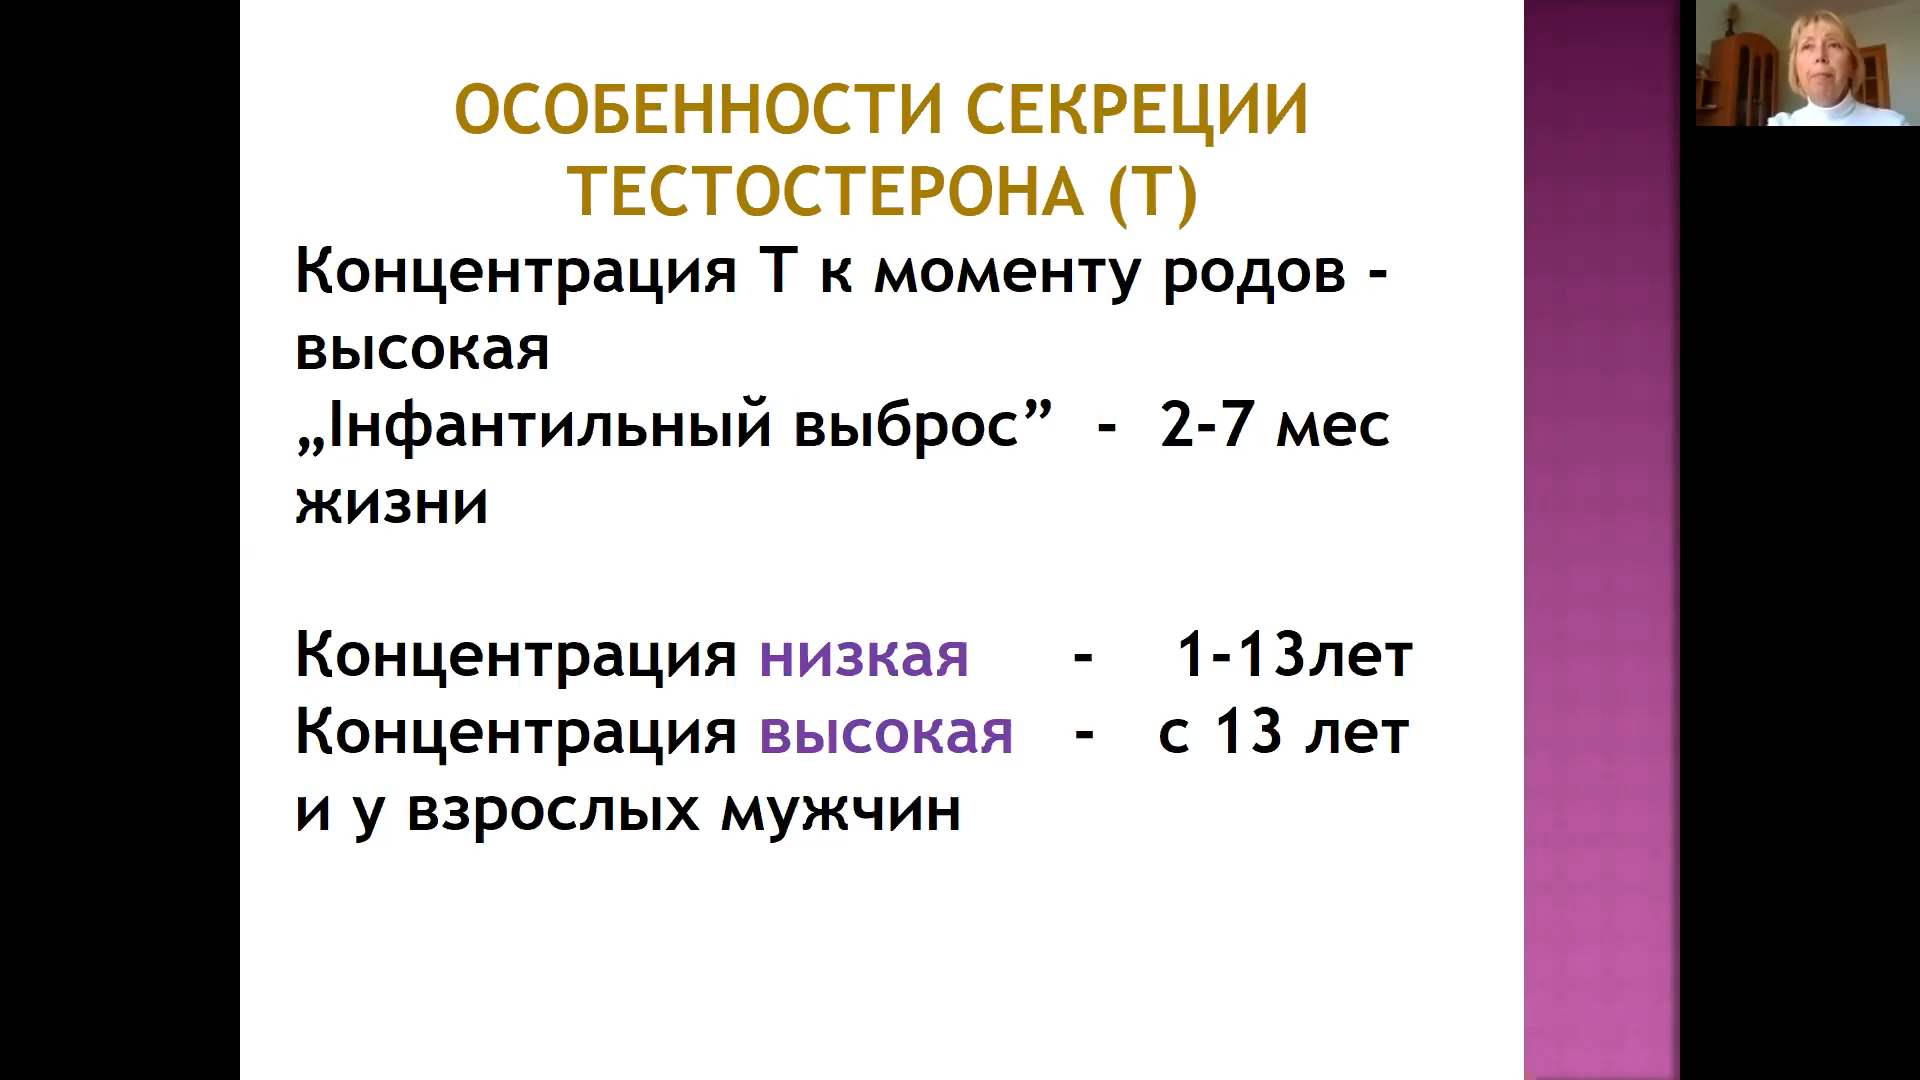 ОСОБЕННОСТИ СЕКРЕЦИИ
ТЕСТОСТЕРОНА (Т)
Концентрация Т к моменту родов -
высокая
„Інфантильный выброс” - 2-7 мес
жизни
Концентрация низкая - 1-13лет
Концентрация высокая - с 13 лет
и у взрослых мужчин